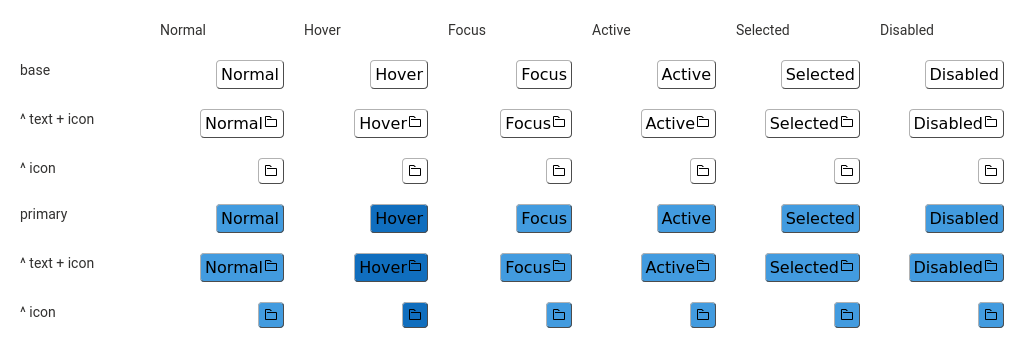 Normal Hover Focus Active Selected Disabled
base Normal Hover Focus Active Selected Disabled
^ text + icon Normal Hover Focus Active Selected Disabled
^ icon
primary Normal Hover Focus Active Selected Disabled
^ text + icon Normal Hover Focus Active Selected Disabled
^ icon